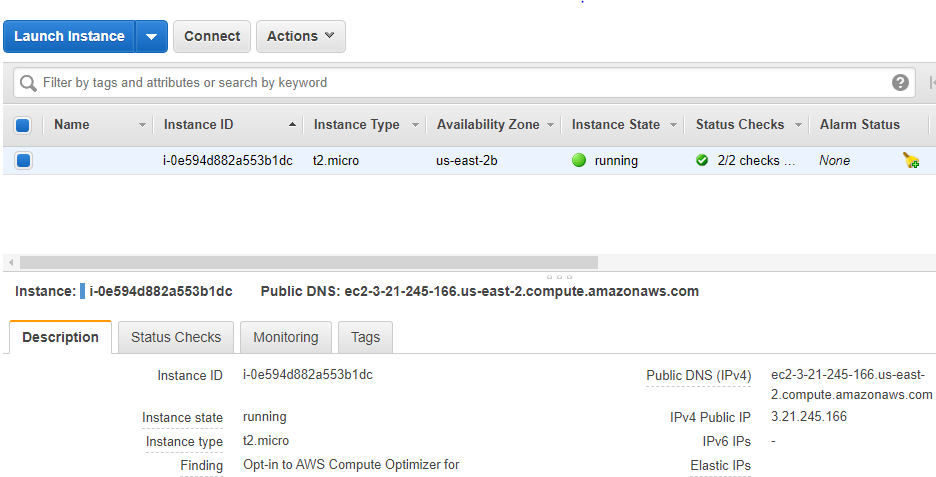 Launch Instance Connect Actions
Filter by tags and attributes or search by keyword
Name Instance ID Instance Type Availability Zone Instance State Status Checks Alarm Status
i-0e594d882a553b1dc t2.micro us-east-2b running 2/2 checks ... None
Instance: i-0e594d882a553b1dc Public DNS: ec2-3-21-245-166.us-east-2.compute.amazonaws.com
Description Status Checks Monitoring Tags
Instance ID i-0e594d882a553b1dc Public DNS (IPv4) ec2-3-21-245-166.us-east-
2.compute.amazonaws.com
Instance state running IPv4 Public IP 3.21.245.166
Instance type t2.micro IPv6 IPs -
Finding Opt-in to AWS Compute Optimizer for Elastic IPs